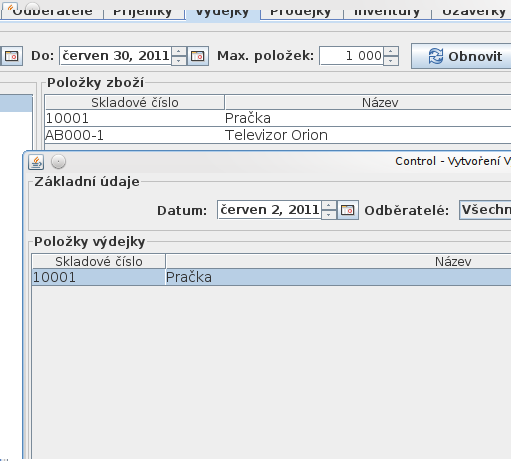 Odběratelé Příjemky Výdejky Prodejky Inventury Uzávěrky
Do: červen 30, 2011 Max. položek: 1 000 Obnovit
Položky zboží
Skladové číslo Název
10001 Pračka
AB000-1 Televizor Orion
Control - Vytvoření V
Základní údaje
Datum: červen 2, 2011 Odběratelé: Všechn
Položky výdejky
Skladové číslo Název
10001 Pračka